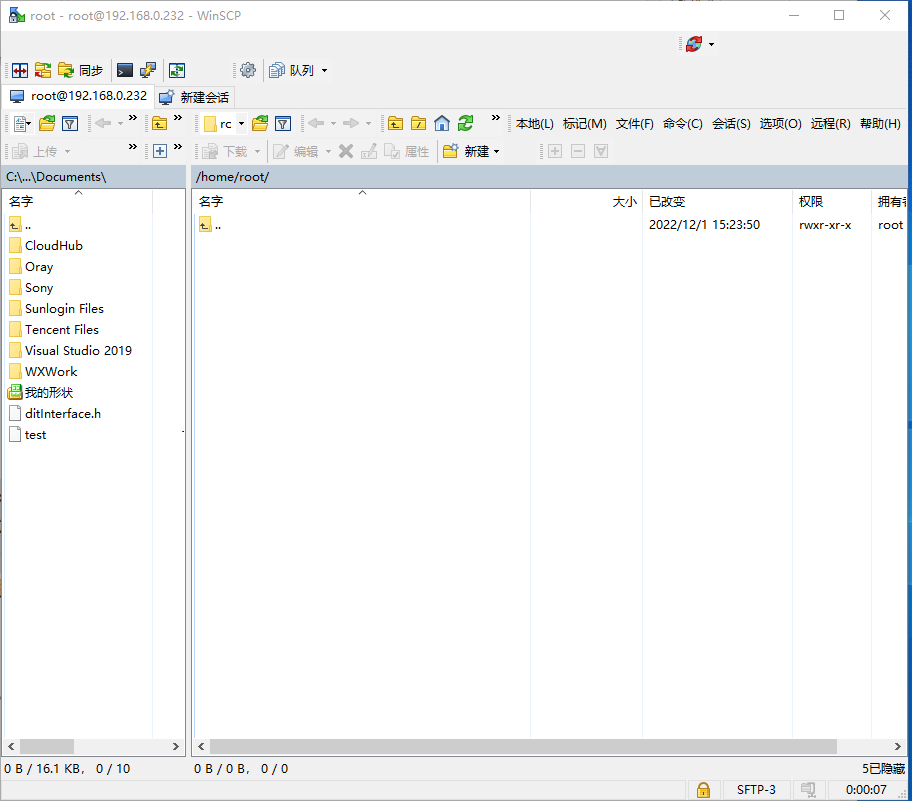 root - root@192.168.0.232 - WinSCP
同步 队列
root@192.168.0.232 新建会话
rc 本地(L) 标记(M) 文件(F) 命令(C) 会话(S) 选项(O) 远程(R) 帮助(H)
上传 下载 编辑 属性 新建
C:\...\Documents\ /home/root/
名字 名字 大小 已改变 权限 拥有
.. .. 2022/12/1 15:23:50 rwxr-xr-x root
CloudHub
Oray
Sony
Sunlogin Files
Tencent Files
Visual Studio 2019
WXWork
我的形状
ditInterface.h
test
0 B / 16.1 KB, 0 / 10 0 B / 0 B, 0 / 0 5已隐藏
SFTP-3 0:00:07